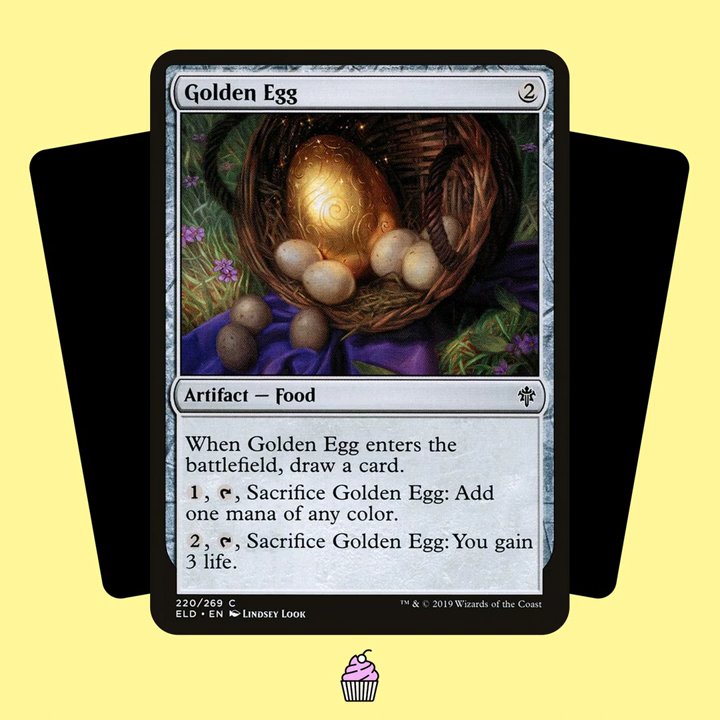 Golden Egg 2
Artifact — Food
When Golden Egg enters the
battlefield, draw a card.
1, , Sacrifice Golden Egg: Add
one mana of any color.
2, , Sacrifice Golden Egg: You gain
3 life.
220/269 C
ELD • EN LINDSEY LOOK
™ & © 2019 Wizards of the Coast